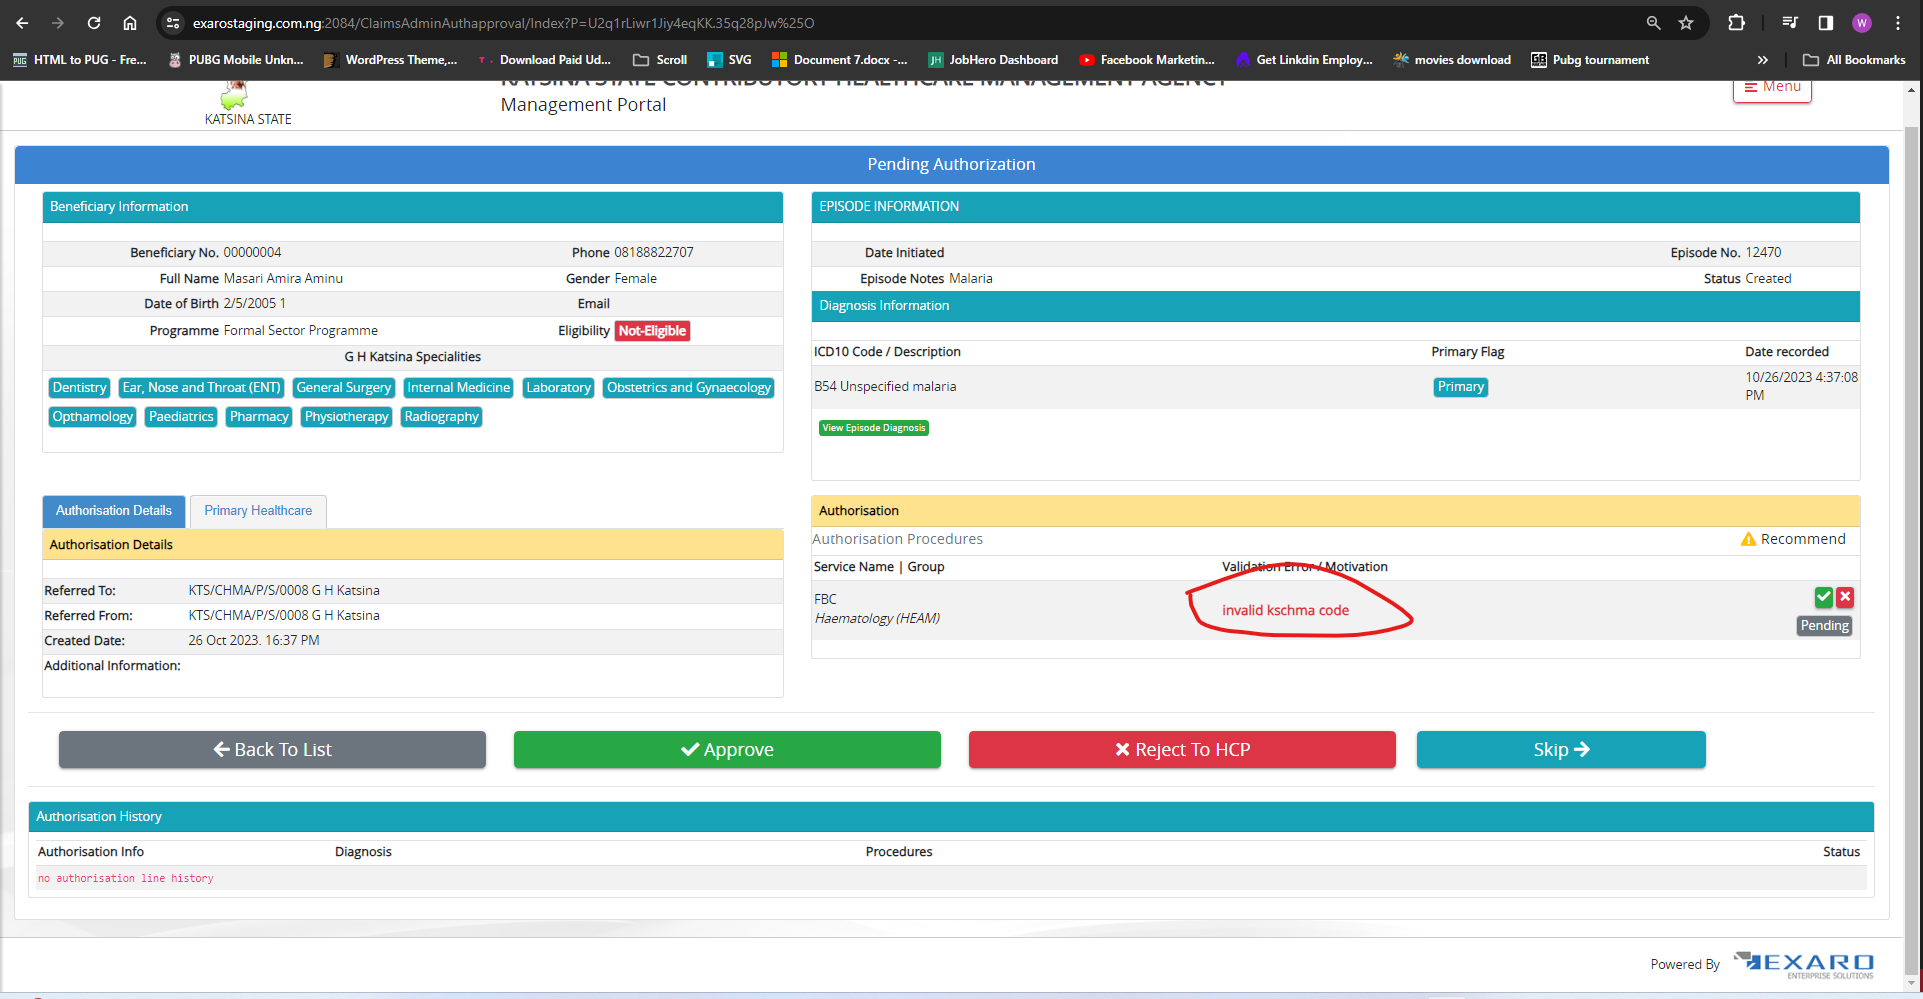 exarostaging.com.ng:2084/ClaimsAdminAuthapproval/Index?P=U2q1rLiwr1Jiy4eqKK.35q28pJw%25O
W
HTML to PUG - Fre...
PUBG Mobile Unkn...
WordPress Theme,...
Download Paid Ud...
Scroll
SVG
Document 7.docx -...
JobHero Dashboard
Facebook Marketin...
Get Linkdin Employ...
movies download
Pubg tournament
All Bookmarks
KATSINA STATE CONTRIBUTORY HEALTHCARE MANAGEMENT AGENCY
Management Portal
KATSINA STATE
Menu
Pending Authorization
Beneficiary Information
Beneficiary No. 00000004
Phone 08188822707
Full Name Masari Amira Aminu
Gender Female
Date of Birth 2/5/2005 1
Email
Programme Formal Sector Programme
Eligibility Not-Eligible
G H Katsina Specialities
Dentistry Ear, Nose and Throat (ENT) General Surgery Internal Medicine Laboratory Obstetrics and Gynaecology
Opthamology Paediatrics Pharmacy Physiotherapy Radiography
EPISODE INFORMATION
Date Initiated
Episode No. 12470
Episode Notes Malaria
Status Created
Diagnosis Information
ICD10 Code / Description
Primary Flag
Date recorded
B54 Unspecified malaria
Primary
10/26/2023 4:37:08
PM
View Episode Diagnosis
Authorisation Details
Primary Healthcare
Authorisation Details
Referred To: KTS/CHMA/P/S/0008 G H Katsina
Referred From: KTS/CHMA/P/S/0008 G H Katsina
Created Date: 26 Oct 2023. 16:37 PM
Additional Information:
Authorisation
Authorisation Procedures
Recommend
Service Name | Group
Validation Error / Motivation
FBC
Haematology (HEAM)
invalid kschma code
Pending
Back To List
Approve
Reject To HCP
Skip
Authorisation History
Authorisation Info
Diagnosis
Procedures
Status
no authorisation line history
Powered By
EXARO
ENTERPRISE SOLUTIONS